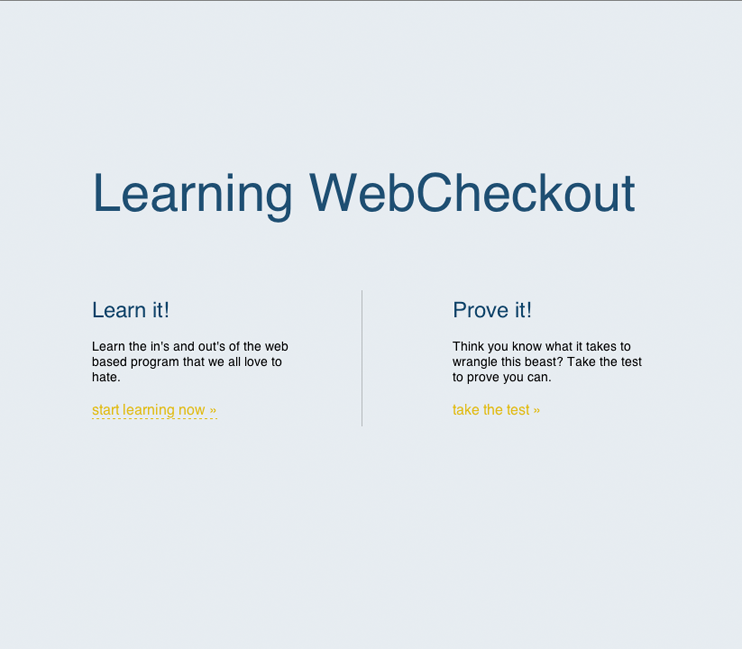 Learning WebCheckout
Learn it!
Learn the in's and out's of the web
based program that we all love to
hate.
start learning now »
Prove it!
Think you know what it takes to
wrangle this beast? Take the test
to prove you can.
take the test »